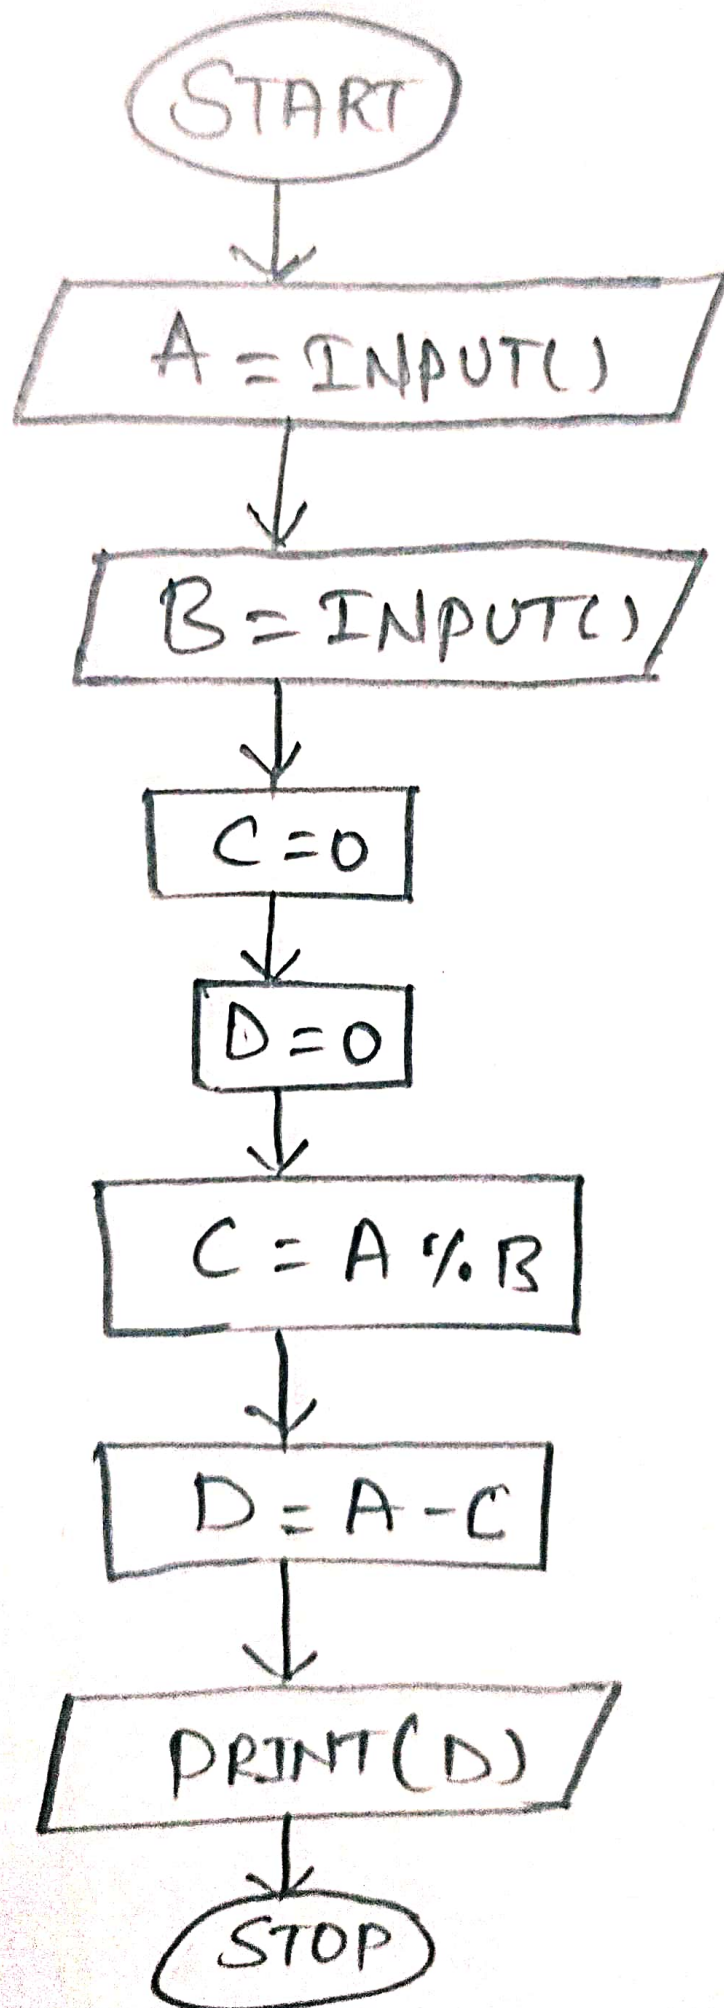 START
A = INPUT()
B = INPUT()
C = 0
D = 0
C = A % B
D = A - C
PRINT(D)
STOP